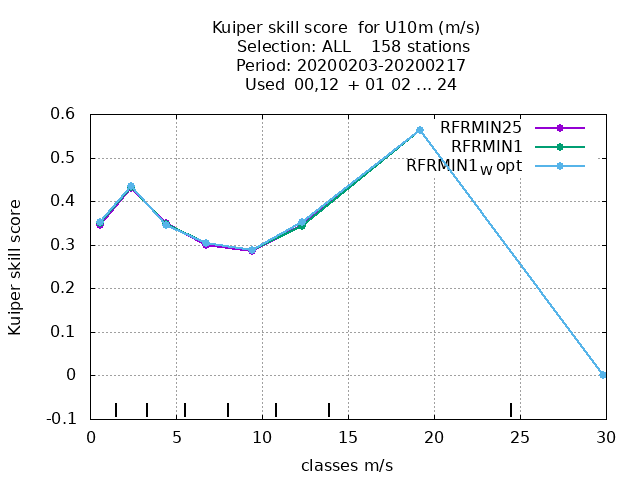 Kuiper skill score  for U10m (m/s)
Selection: ALL    158 stations
Period: 20200203-20200217
Used  00,12  + 01 02 ... 24
RFRMIN25
RFRMIN1
RFRMIN1W opt
0.6
0.5
0.4
0.3
0.2
0.1
0
-0.1
Kuiper skill score
0 5 10 15 20 25 30
classes m/s